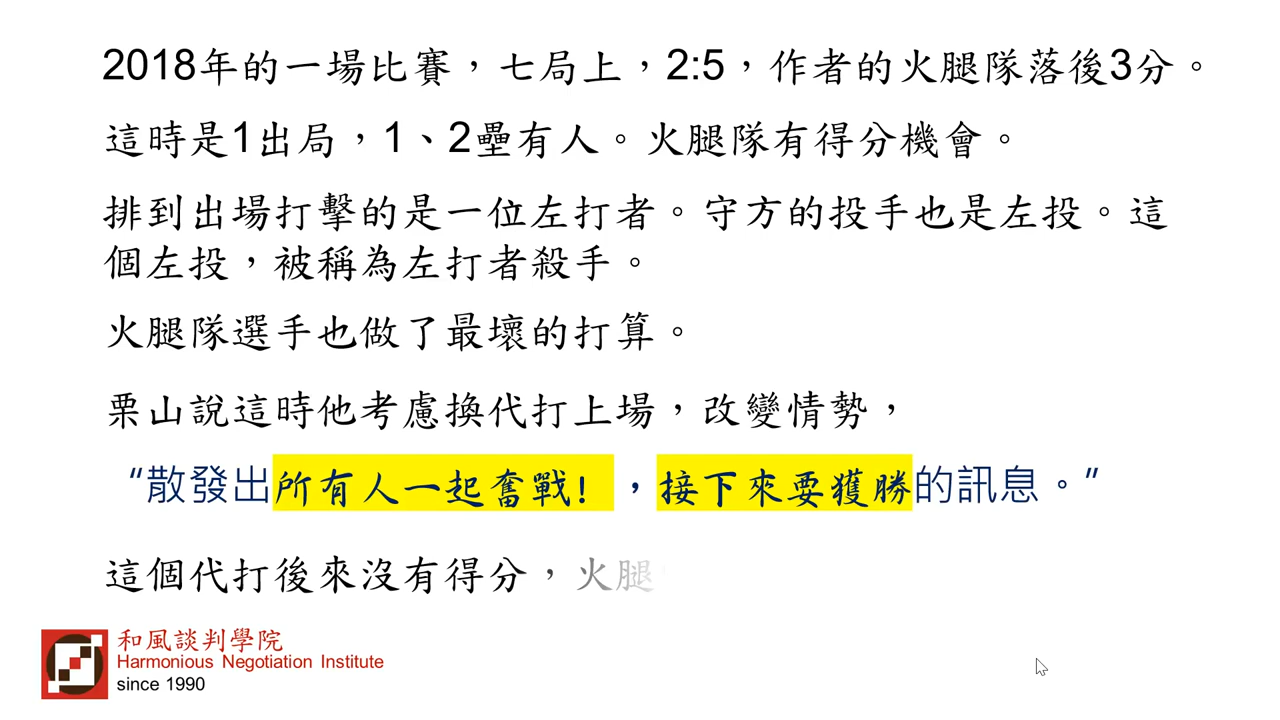 2018年的一場比賽，七局上，2:5，作者的火腿隊落後3分。
這時是1出局，1、2壘有人。火腿隊有得分機會。
排到出場打擊的是一位左打者。守方的投手也是左投。這
個左投，被稱為左打者殺手。
火腿隊選手也做了最壞的打算。
栗山說這時他考慮換代打上場，改變情勢，
“散發出所有人一起奮戰!，接下來要獲勝的訊息。”
這個代打後來沒有得分，火腿
和風談判學院
Harmonious Negotiation Institute
since 1990